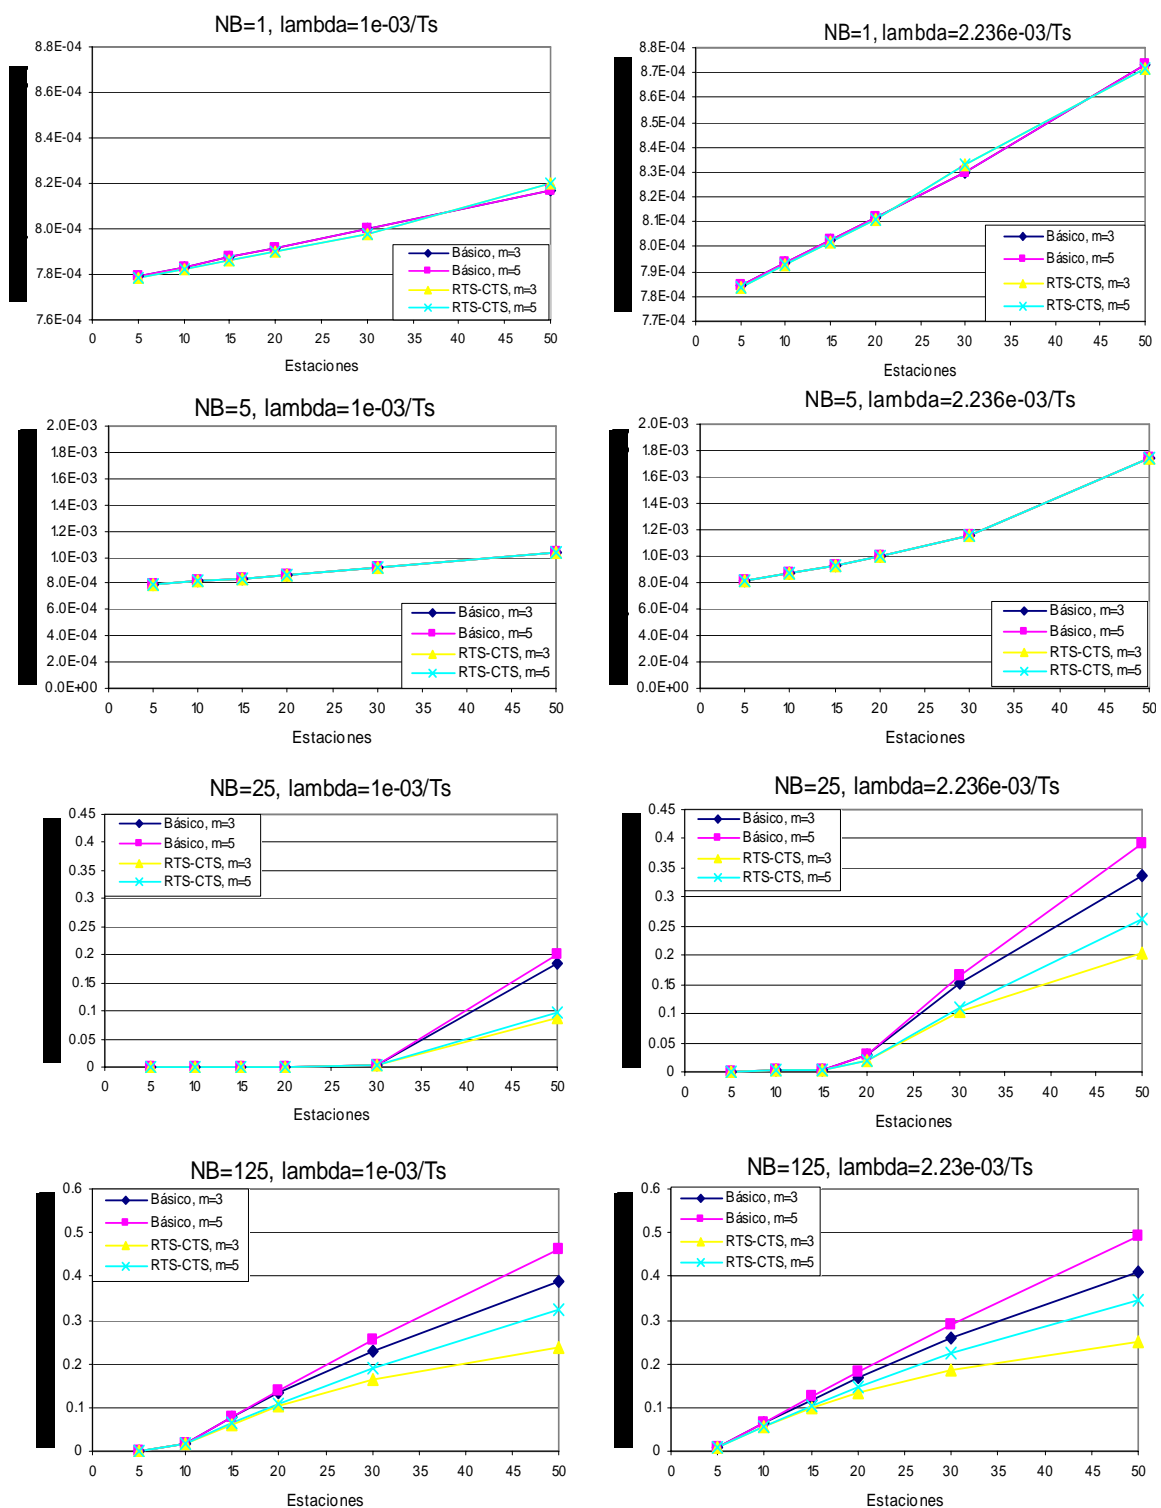 NB=1, lambda=1e-03/Ts
8.8E-04
8.6E-04
8.4E-04
8.2E-04
8.0E-04
7.8E-04
7.6E-04
0 5 10 15 20 25 30 35 40 45 50
Básico, m=3
Básico, m=5
RTS-CTS, m=3
RTS-CTS, m=5
Estaciones
NB=1, lambda=2.236e-03/Ts
8.8E-04
8.7E-04
8.6E-04
8.5E-04
8.4E-04
8.3E-04
8.2E-04
8.1E-04
8.0E-04
7.9E-04
7.8E-04
7.7E-04
0 5 10 15 20 25 30 35 40 45 50
Básico, m=3
Básico, m=5
RTS-CTS, m=3
RTS-CTS, m=5
Estaciones
NB=5, lambda=1e-03/Ts
2.0E-03
1.8E-03
1.6E-03
1.4E-03
1.2E-03
1.0E-03
8.0E-04
6.0E-04
4.0E-04
2.0E-04
0.0E+00
0 5 10 15 20 25 30 35 40 45 50
Básico, m=3
Básico, m=5
RTS-CTS, m=3
RTS-CTS, m=5
Estaciones
NB=5, lambda=2.236e-03/Ts
2.0E-03
1.8E-03
1.6E-03
1.4E-03
1.2E-03
1.0E-03
8.0E-04
6.0E-04
4.0E-04
2.0E-04
0.0E+00
0 5 10 15 20 25 30 35 40 45 50
Básico, m=3
Básico, m=5
RTS-CTS, m=3
RTS-CTS, m=5
Estaciones
NB=25, lambda=1e-03/Ts
0.45
0.4
0.35
0.3
0.25
0.2
0.15
0.1
0.05
0
0 5 10 15 20 25 30 35 40 45 50
Básico, m=3
Básico, m=5
RTS-CTS, m=3
RTS-CTS, m=5
Estaciones
NB=25, lambda=2.236e-03/Ts
0.45
0.4
0.35
0.3
0.25
0.2
0.15
0.1
0.05
0
0 5 10 15 20 25 30 35 40 45 50
Básico, m=3
Básico, m=5
RTS-CTS, m=3
RTS-CTS, m=5
Estaciones
NB=125, lambda=1e-03/Ts
0.6
0.5
0.4
0.3
0.2
0.1
0
0 5 10 15 20 25 30 35 40 45 50
Básico, m=3
Básico, m=5
RTS-CTS, m=3
RTS-CTS, m=5
Estaciones
NB=125, lambda=2.23e-03/Ts
0.6
0.5
0.4
0.3
0.2
0.1
0
0 5 10 15 20 25 30 35 40 45 50
Básico, m=3
Básico, m=5
RTS-CTS, m=3
RTS-CTS, m=5
Estaciones